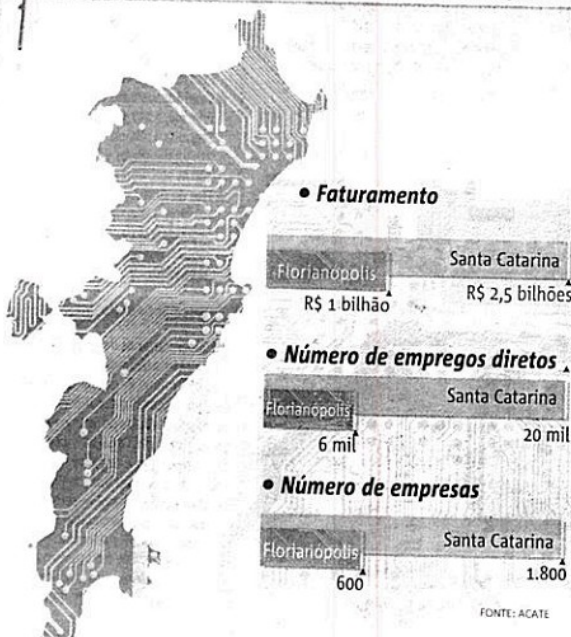 • Faturamento
Florianópolis
Santa Catarina
R$ 1 bilhão
R$ 2,5 bilhões
• Número de empregos diretos
Florianópolis
Santa Catarina
6 mil
20 mil
• Número de empresas
Florianópolis
Santa Catarina
600
1.800
FONTE: ACATE